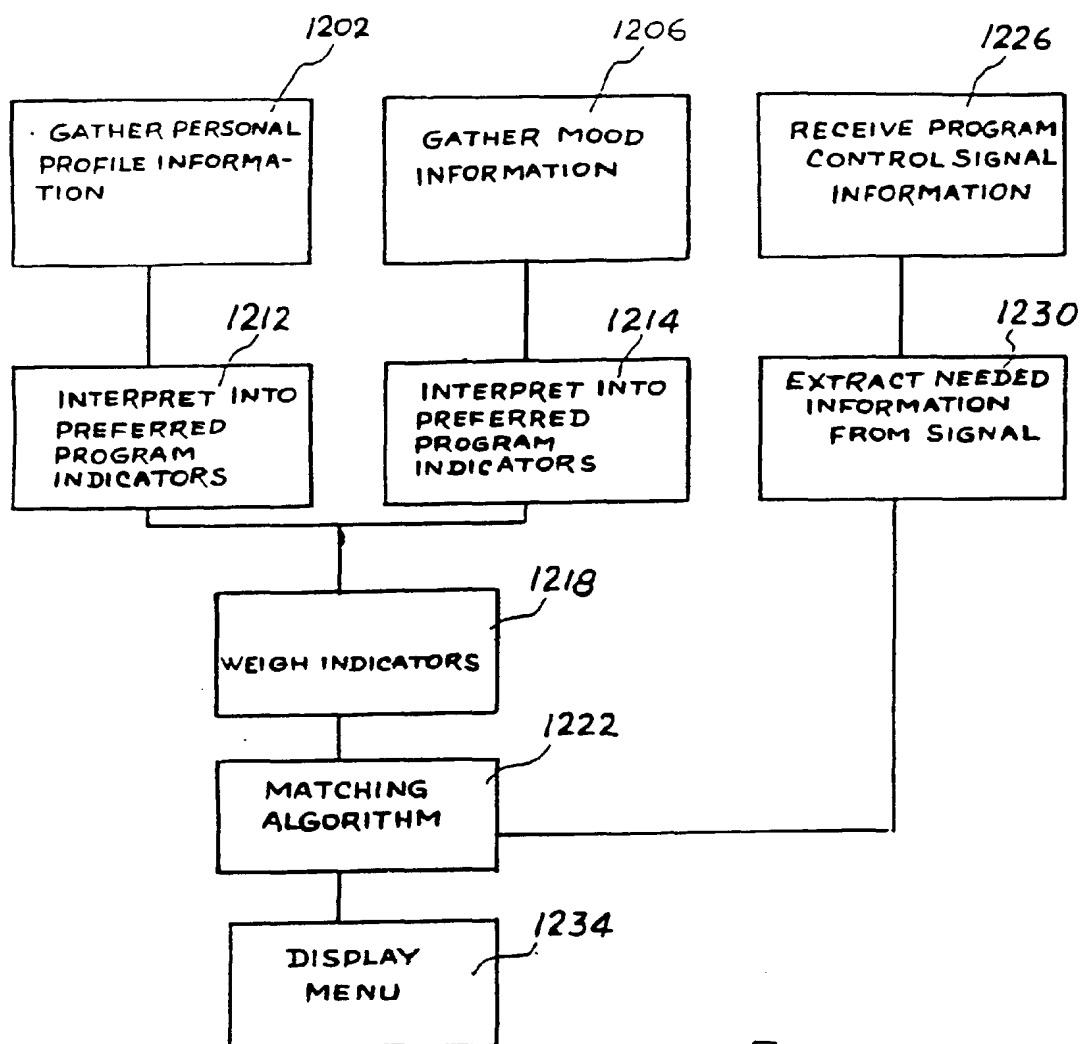 1202
1206
1226
GATHER PERSONAL
PROFILE INFORMA-
TION
GATHER MOOD
INFORMATION
RECEIVE PROGRAM
CONTROL SIGNAL
INFORMATION
1212
1214
1230
INTERPRET INTO
PREFERRED
PROGRAM
INDICATORS
INTERPRET INTO
PREFERRED
PROGRAM
INDICATORS
EXTRACT NEEDED
INFORMATION
FROM SIGNAL
1218
WEIGH INDICATORS
1222
MATCHING
ALGORITHM
1234
DISPLAY
MENU